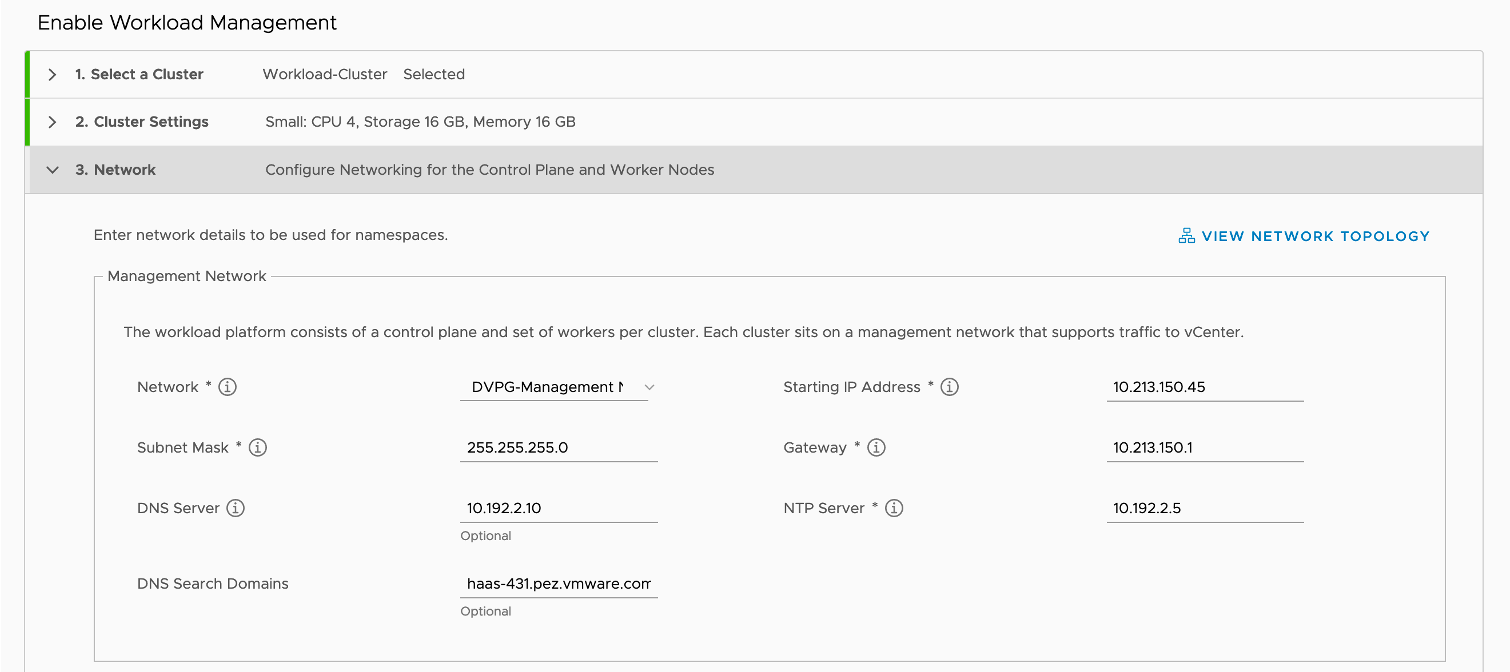 Enable Workload Management
1. Select a Cluster Workload-Cluster Selected
2. Cluster Settings Small: CPU 4, Storage 16 GB, Memory 16 GB
3. Network Configure Networking for the Control Plane and Worker Nodes
Enter network details to be used for namespaces.
VIEW NETWORK TOPOLOGY
Management Network
The workload platform consists of a control plane and set of workers per cluster. Each cluster sits on a management network that supports traffic to vCenter.
Network * DVPG-Management Starting IP Address * 10.213.150.45
Subnet Mask * 255.255.255.0 Gateway * 10.213.150.1
DNS Server 10.192.2.10 NTP Server * 10.192.2.5
Optional
DNS Search Domains haas-431.pez.vmware.com
Optional